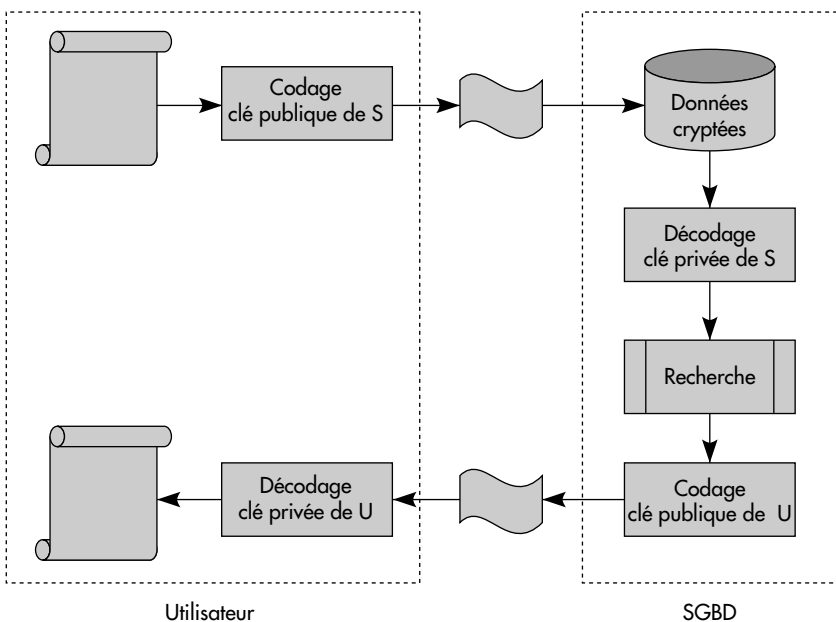 Codage
clé publique de S
Données
cryptées
Décodage
clé privée de S
Recherche
Décodage
clé privée de U
Codage
clé publique de U
Utilisateur
SGBD